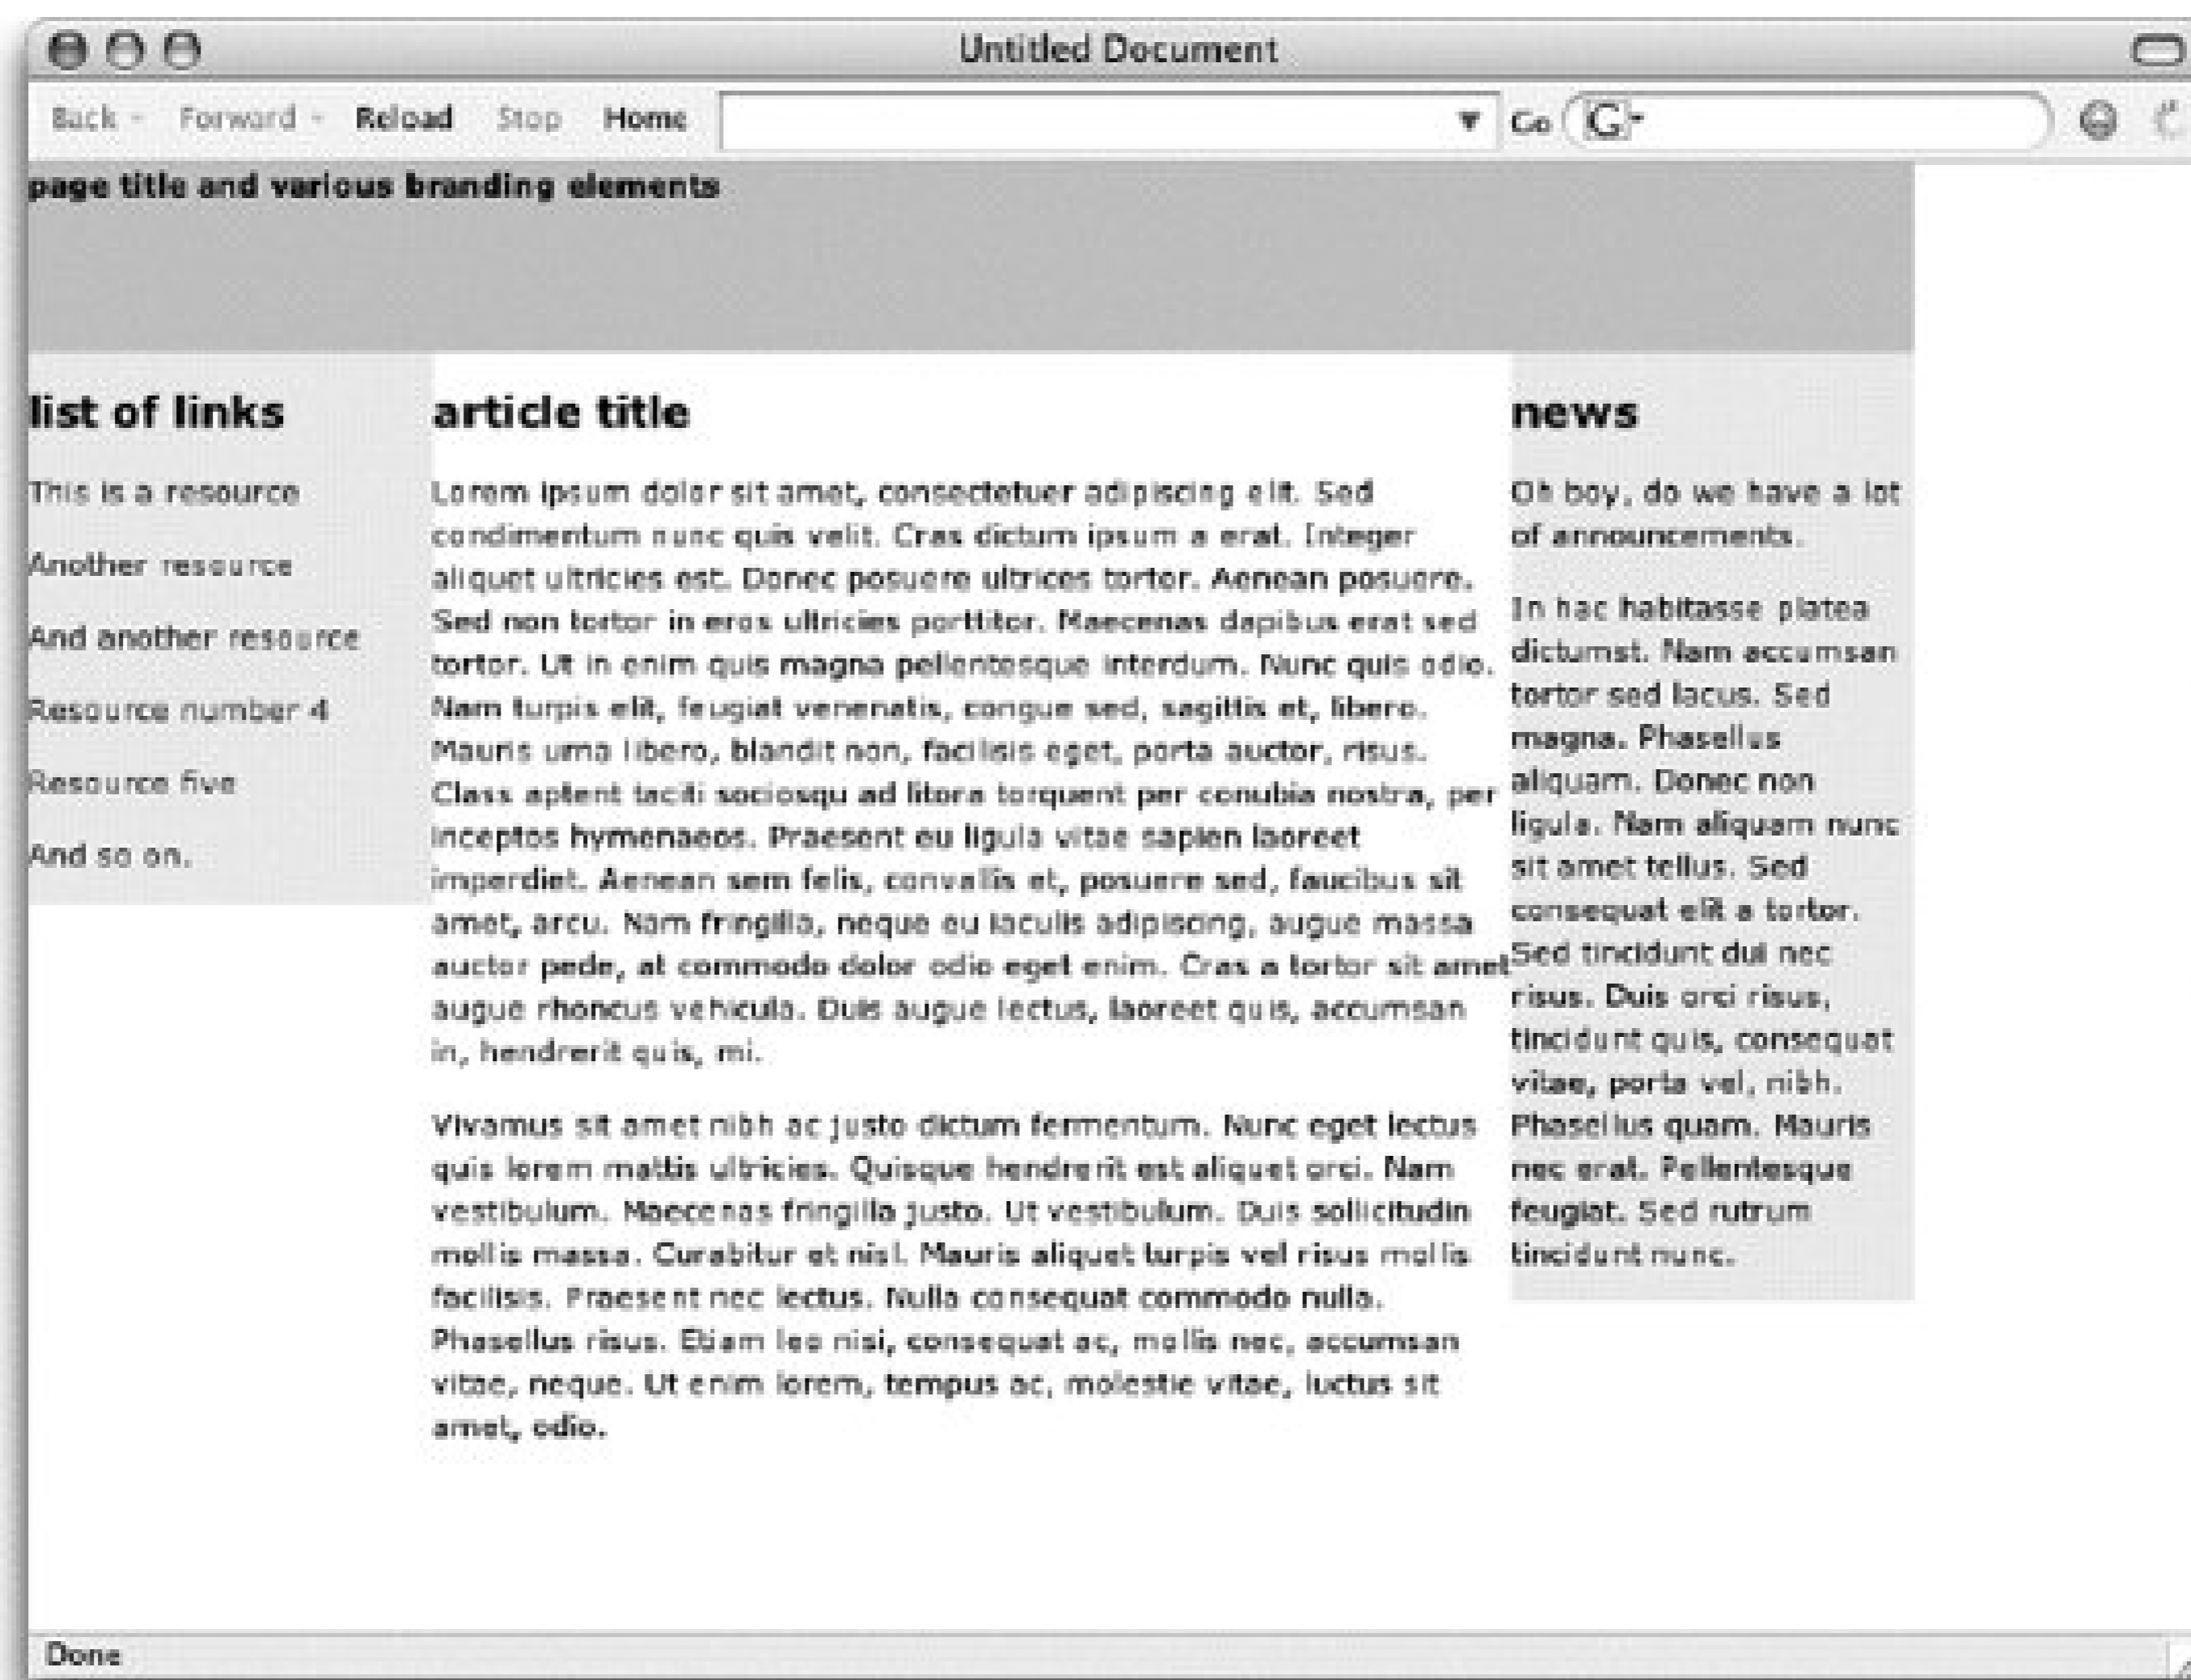 Untitled Document
Back Forward Reload Stop Home Go G
page title and various branding elements
list of links
This is a resource
Another resource
And another resource
Resource number 4
Resource five
And so on.
article title
Lorem ipsum dolor sit amet, consectetuer adipiscing elit. Sed
condimentum nunc quis velit. Cras dictum ipsum a erat. Integer
aliquet ultricies est. Donec posuere ultrices tortor. Aenean posuere.
Sed non tortor in eros ultricies porttitor. Maecenas dapibus erat sed
tortor. Ut in enim quis magna pellentesque interdum. Nunc quis odio.
Nam turpis elit, feugiat venenatis, congue sed, sagittis et, libero.
Mauris urna libero, blandit non, facilisis eget, porta auctor, risus.
Class aptent taciti sociosqu ad litora torquent per conubia nostra, per
inceptos hymenaeos. Praesent eu ligula vitae sapien laoreet
imperdiet. Aenean sem felis, convallis et, posuere sed, faucibus sit
amet, arcu. Nam fringilla, neque eu iaculis adipiscing, augue massa
auctor pede, at commodo dolor odio eget enim. Cras a tortor sit amet
augue rhoncus vehicula. Duis augue lectus, laoreet quis, accumsan
in, hendrerit quis, mi.
Vivamus sit amet nibh ac justo dictum fermentum. Nunc eget lectus
quis lorem mattis ultricies. Quisque hendrerit est aliquet orci. Nam
vestibulum. Maecenas fringilla justo. Ut vestibulum. Duis sollicitudin
mollis massa. Curabitur et nisl. Mauris aliquet turpis vel risus mollis
facilisis. Praesent nec lectus. Nulla consequat commodo nulla.
Phasellus risus. Etiam leo nisi, consequat ac, mollis nec, accumsan
vitae, neque. Ut enim lorem, tempus ac, molestie vitae, luctus sit
amet, odio.
news
Oh boy, do we have a lot
of announcements.
In hac habitasse platea
dictumst. Nam accumsan
tortor sed lacus. Sed
magna. Phasellus
aliquam. Donec non
ligula. Nam aliquam nunc
sit amet tellus. Sed
consequat elit a tortor.
Sed tincidunt dui nec
risus. Duis orci risus,
tincidunt quis, consequat
vitae, porta vel, nibh.
Phasellus quam. Mauris
nec erat. Pellentesque
feugiat. Sed rutrum
tincidunt nunc.
Done